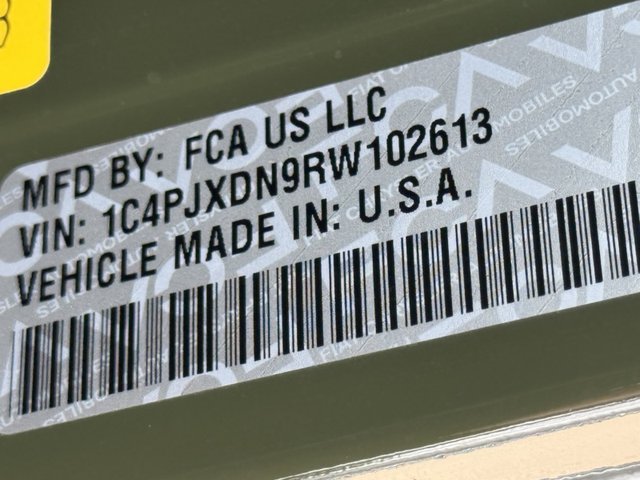 MFD BY: FCA US LLC
VIN: 1C4PJXDN9RW102613
VEHICLE MADE IN: U.S.A.